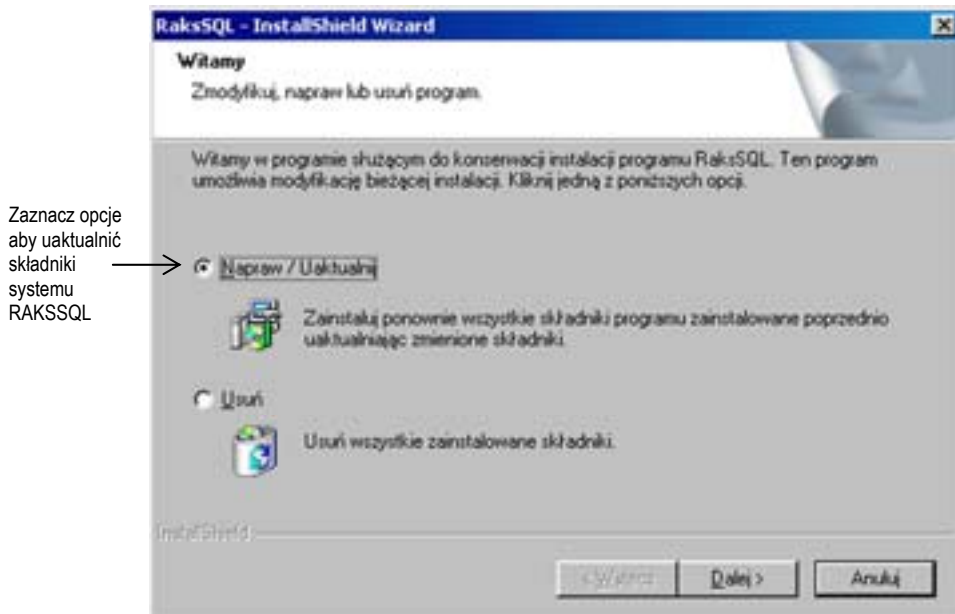 RaksSQL - InstallShield Wizard
Witamy
Zmodyfikuj, napraw lub usuń program.
Witamy w programie służącym do konserwacji instalacji programu RaksSQL. Ten program
umożliwia modyfikację bieżącej instalacji. Kliknij jedną z poniższych opcji.
Zaznacz opcje
aby uaktualnić
składniki
systemu
RAKSSQL
Napraw / Uaktualnij
Zainstaluj ponownie wszystkie składniki programu zainstalowane poprzednio
uaktualniając zmienione składniki.
Usuń
Usuń wszystkie zainstalowane składniki.
InstallShield
< Wstecz
Dalej >
Anuluj